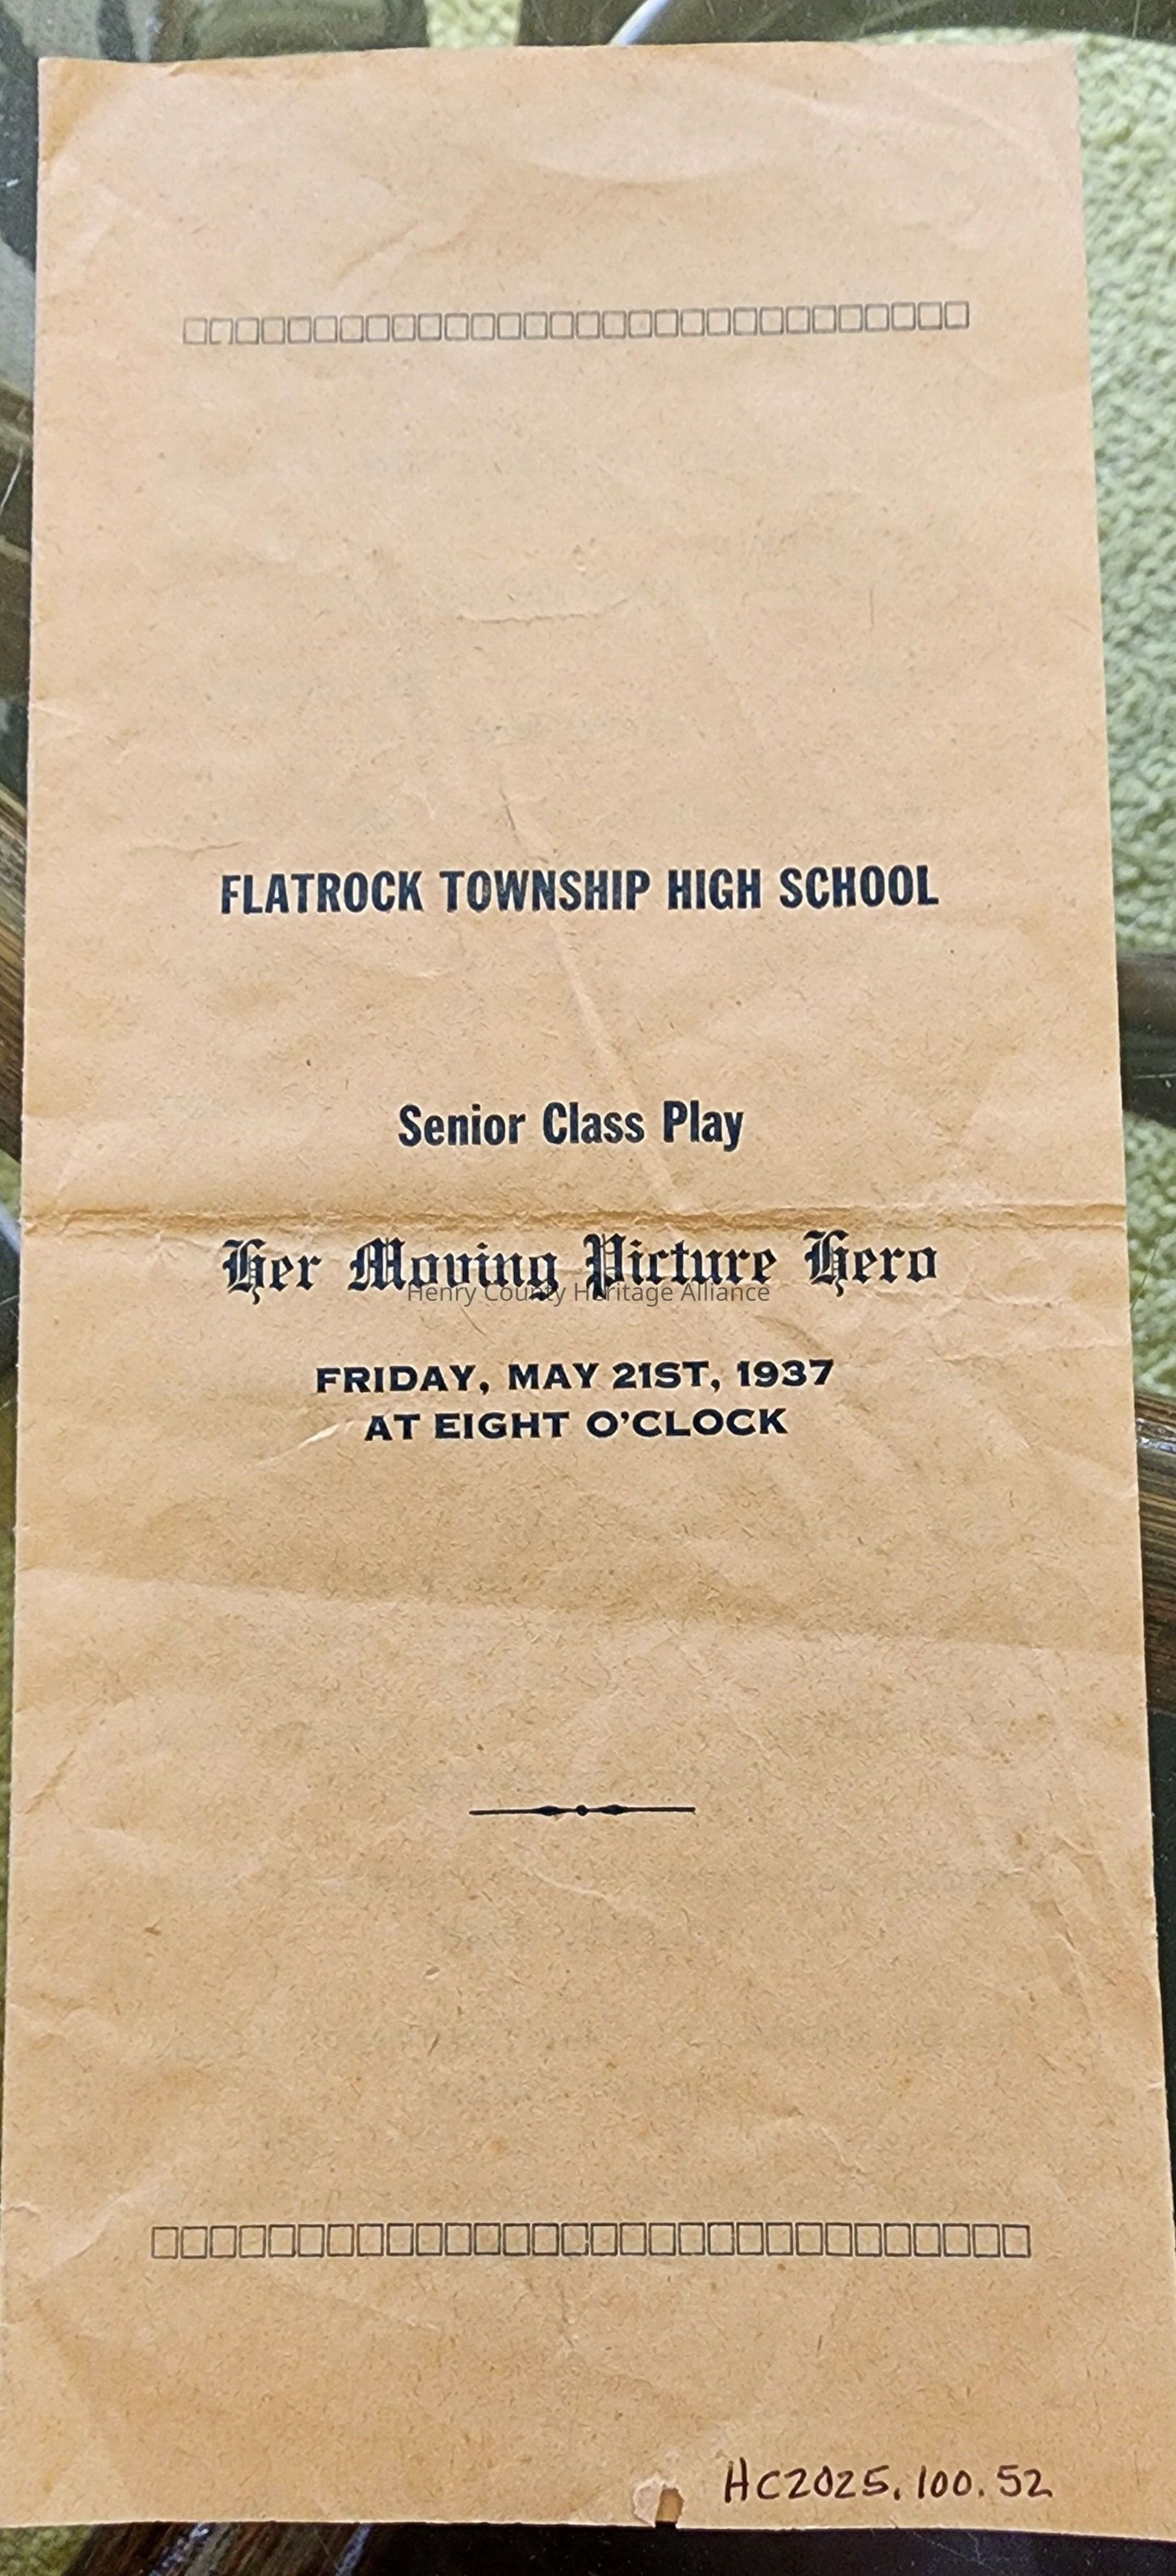 FLATROCK TOWNSHIP HIGH SCHOOL
Senior Class Play
Her Moving Picture Hero
Henry County Heritage Alliance
FRIDAY, MAY 21ST, 1937
AT EIGHT O'CLOCK
HC2025.100.52